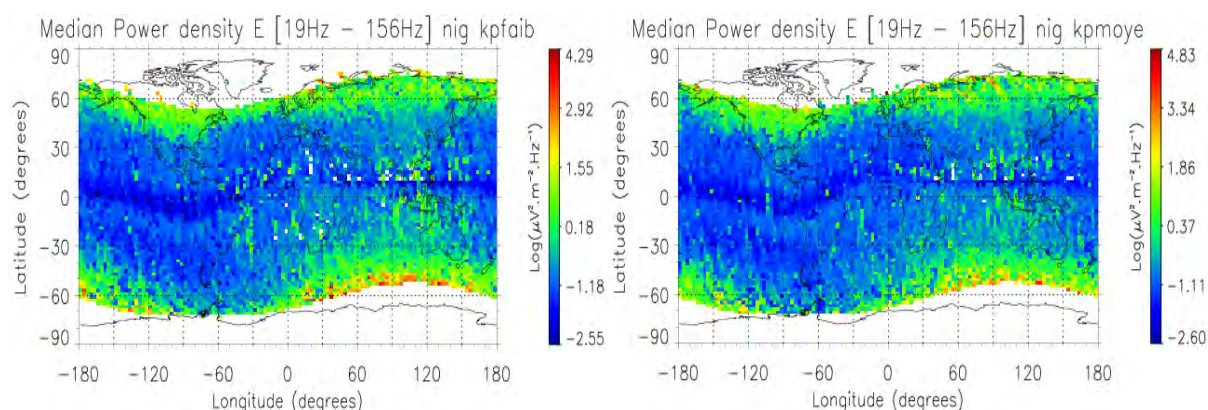 Median Power density E [19Hz - 156Hz] nig kpfaib
90
60
30
0
-30
-60
-90
Latitude (degrees)
-180 -120 -60 0 60 120 180
Longitude (degrees)
4.29
2.92
1.55
0.18
-1.18
-2.55
Log(μV².m⁻².Hz⁻¹)
Median Power density E [19Hz - 156Hz] nig kpmoye
90
60
30
0
-30
-60
-90
Latitude (degrees)
-180 -120 -60 0 60 120 180
Longitude (degrees)
4.83
3.34
1.86
0.37
-1.11
-2.60
Log(μV².m⁻².Hz⁻¹)